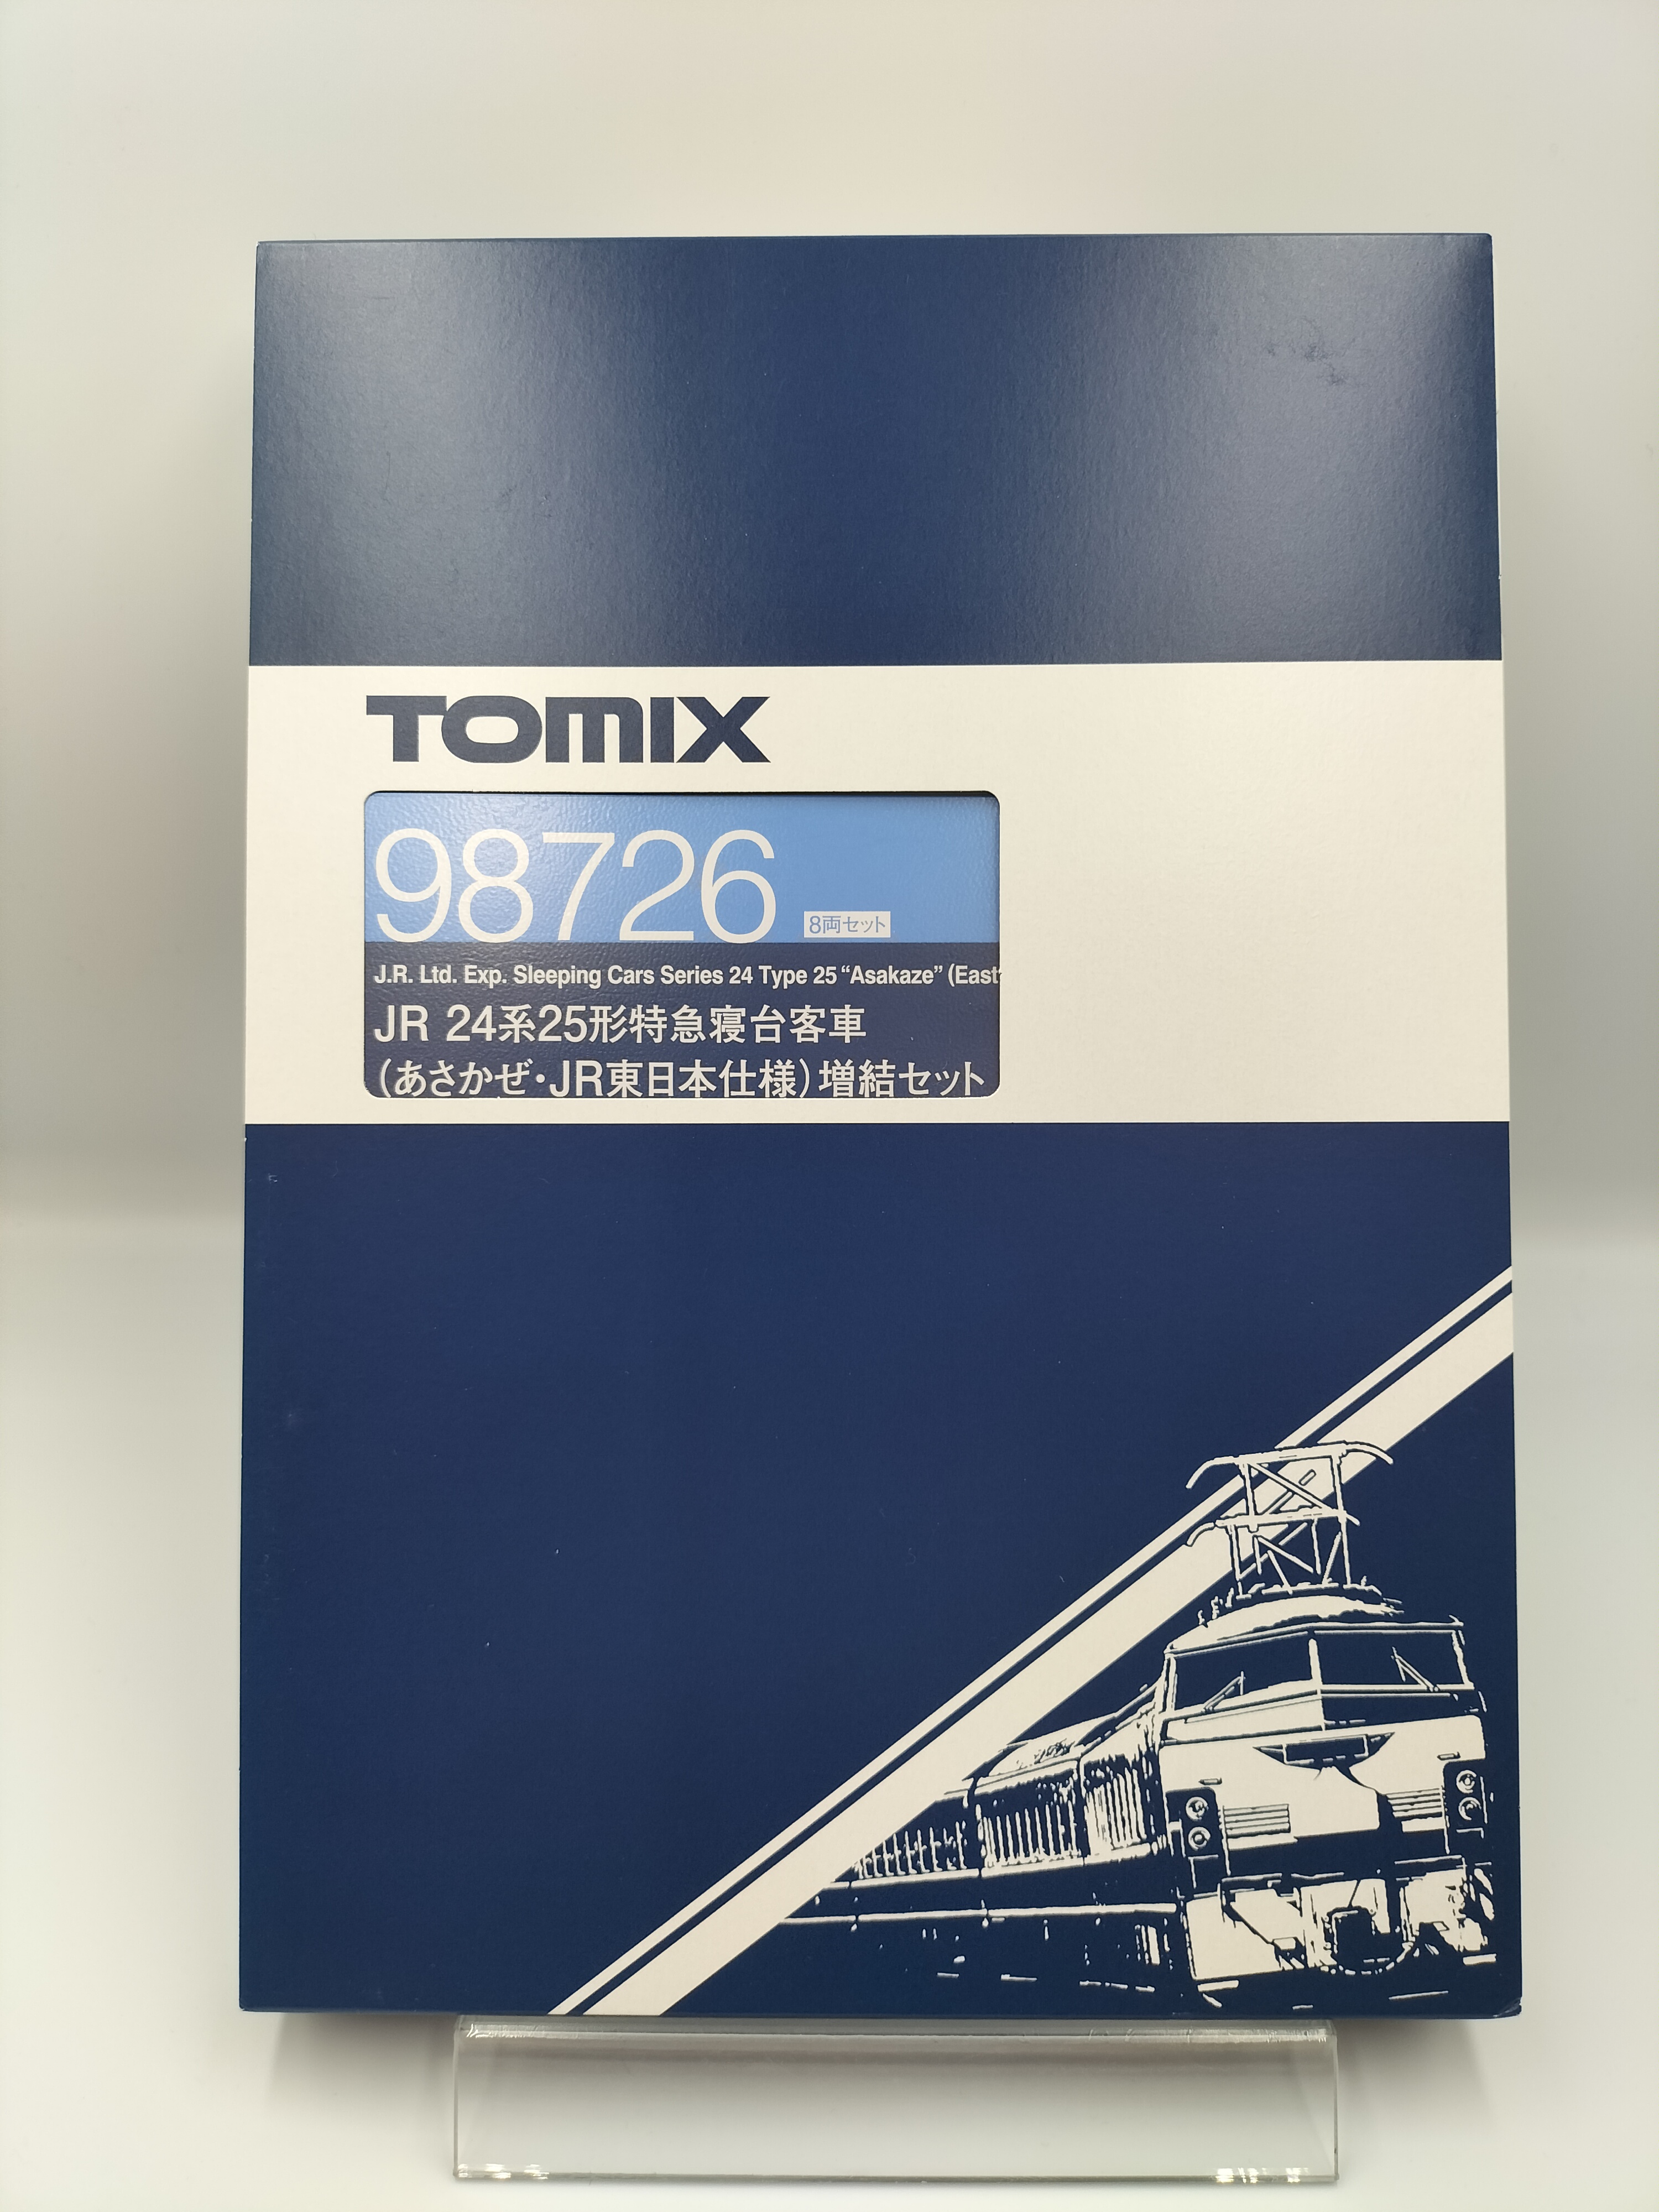 TOMIX
98726
8両セット
J.R. Ltd. Exp. Sleeping Cars Series 24 Type 25 “Asakaze” (East
JR 24系25形特急寝台客車
(あさかぜ・JR東日本仕様)増結セット